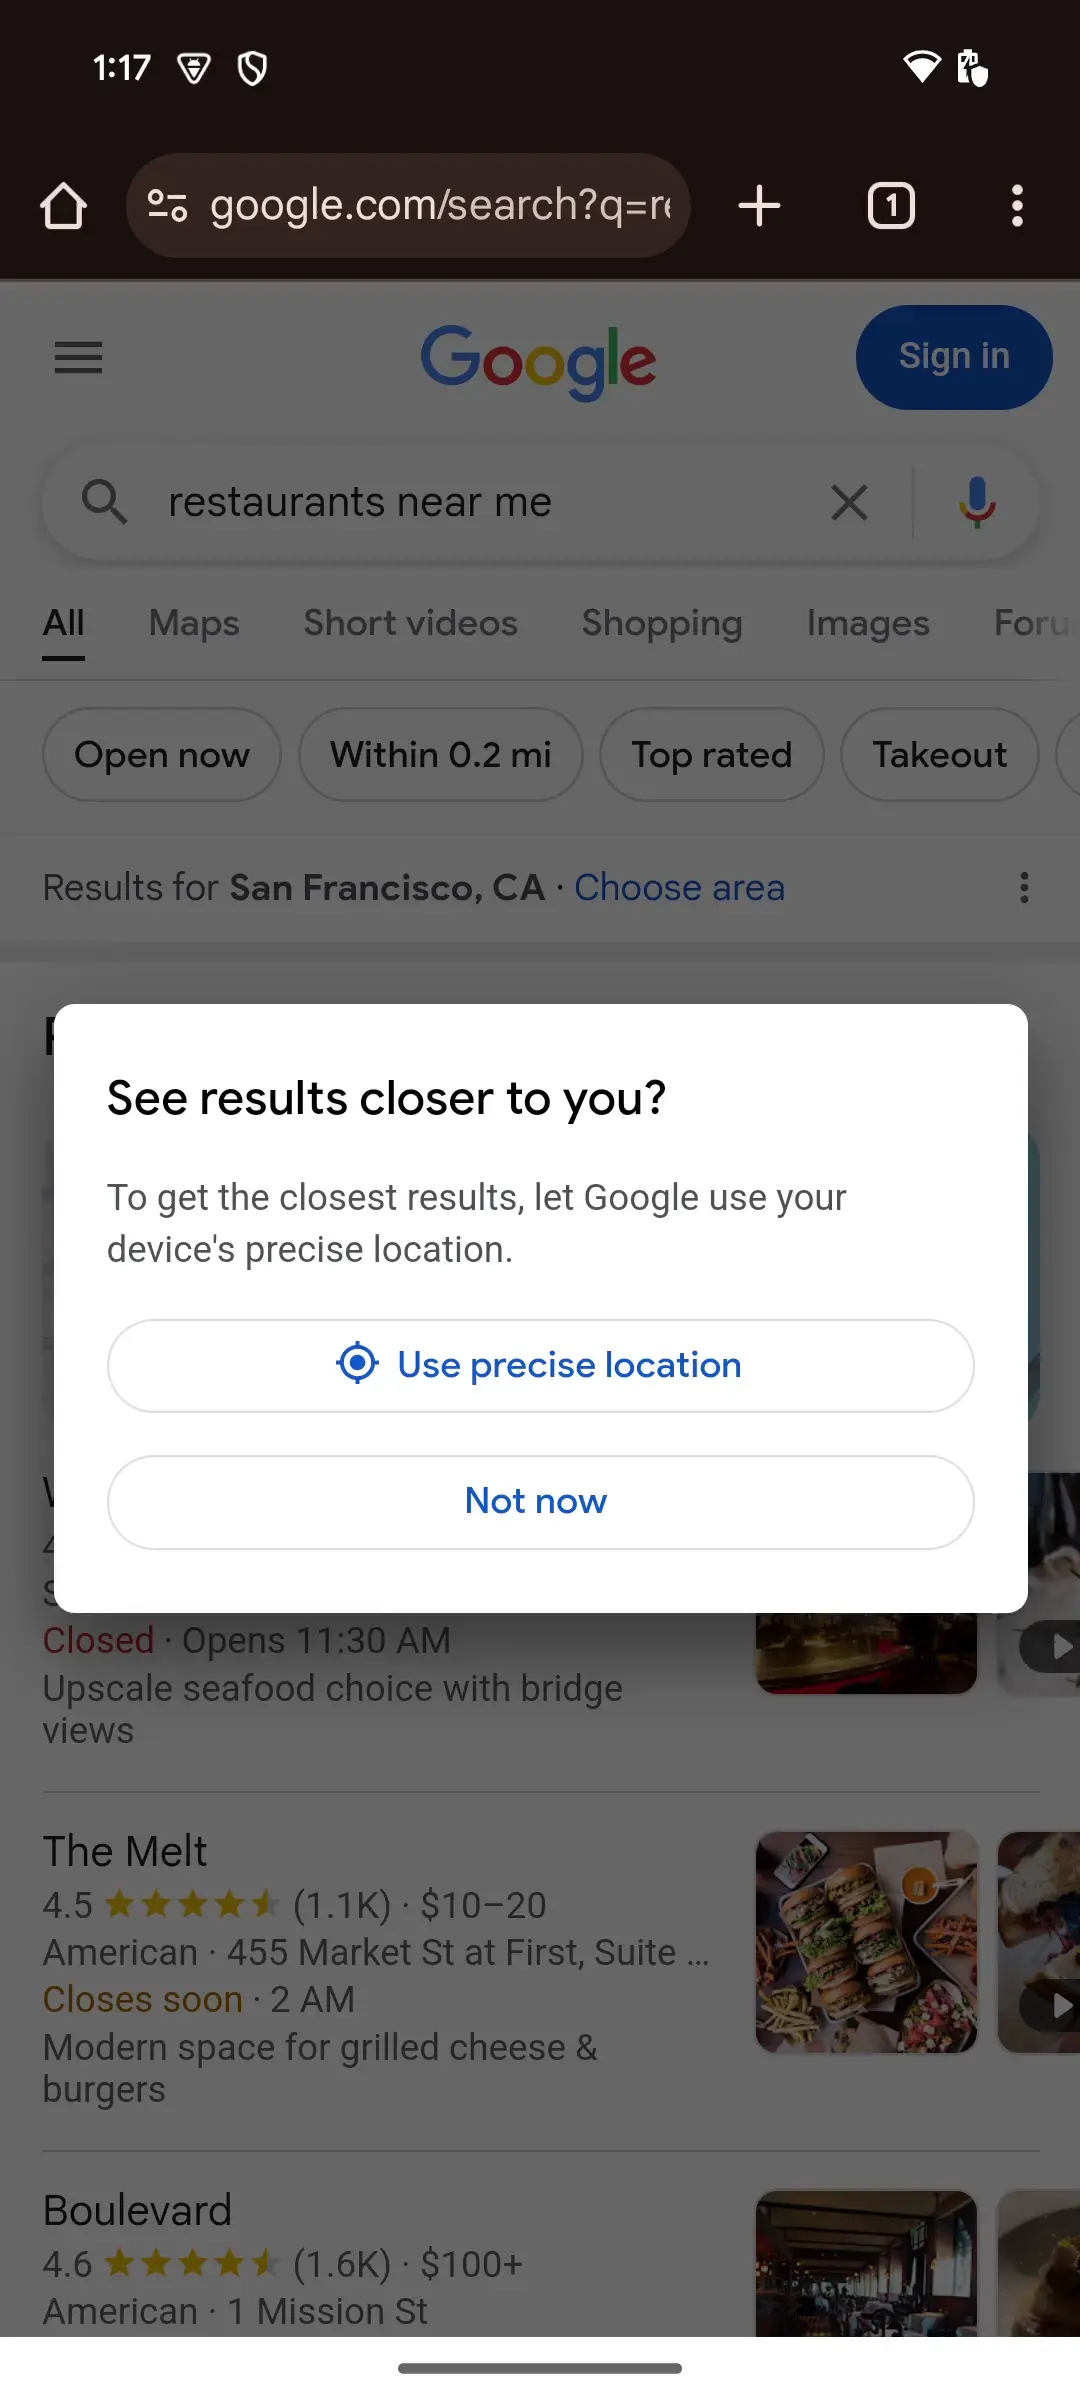 1:17
google.com/search?q=re
1
Google
Sign in
restaurants near me
All Maps Short videos Shopping Images Foru
Open now Within 0.2 mi Top rated Takeout
Results for San Francisco, CA · Choose area
See results closer to you?
To get the closest results, let Google use your
device's precise location.
Use precise location
Not now
Closed · Opens 11:30 AM
Upscale seafood choice with bridge
views
The Melt
4.5 (1.1K) · $10–20
American · 455 Market St at First, Suite ...
Closes soon · 2 AM
Modern space for grilled cheese &
burgers
Boulevard
4.6 (1.6K) · $100+
American · 1 Mission St